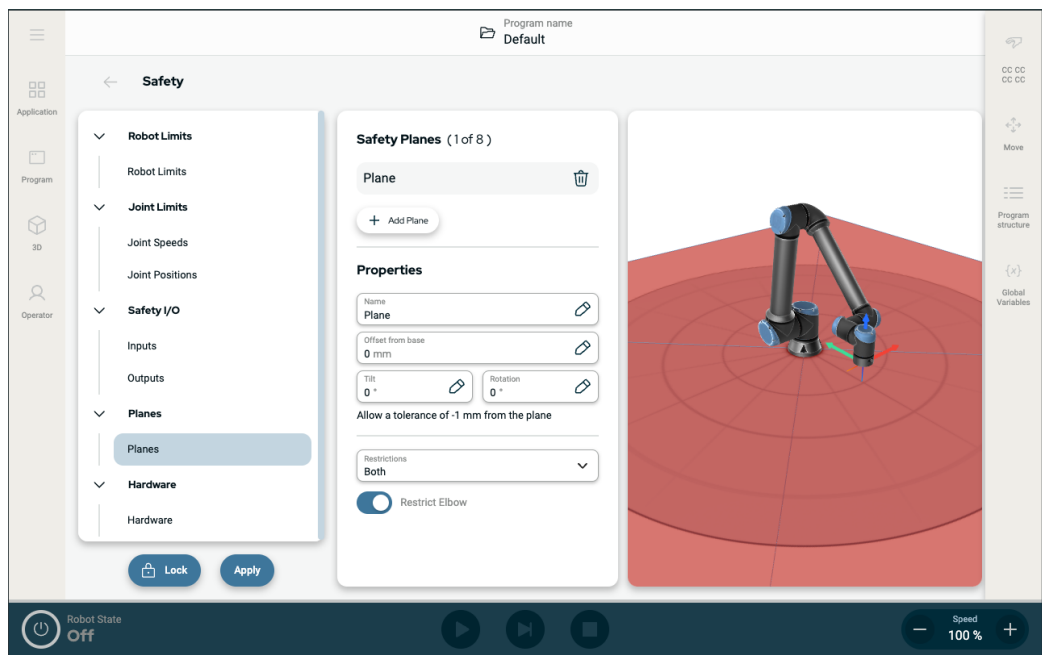 Program name
Default
Application
Program
3D
Operator
Safety
Robot Limits
Robot Limits
Joint Limits
Joint Speeds
Joint Positions
Safety I/O
Inputs
Outputs
Planes
Planes
Hardware
Hardware
Lock
Apply
Safety Planes (1 of 8)
Plane
+ Add Plane
Properties
Name
Plane
Offset from base
0 mm
Tilt
0 °
Rotation
0 °
Allow a tolerance of -1 mm from the plane
Restrictions
Both
Restrict Elbow
CC CC
CC CC
Move
Program
structure
{x}
Global
Variables
Robot State
Off
Speed
100 %